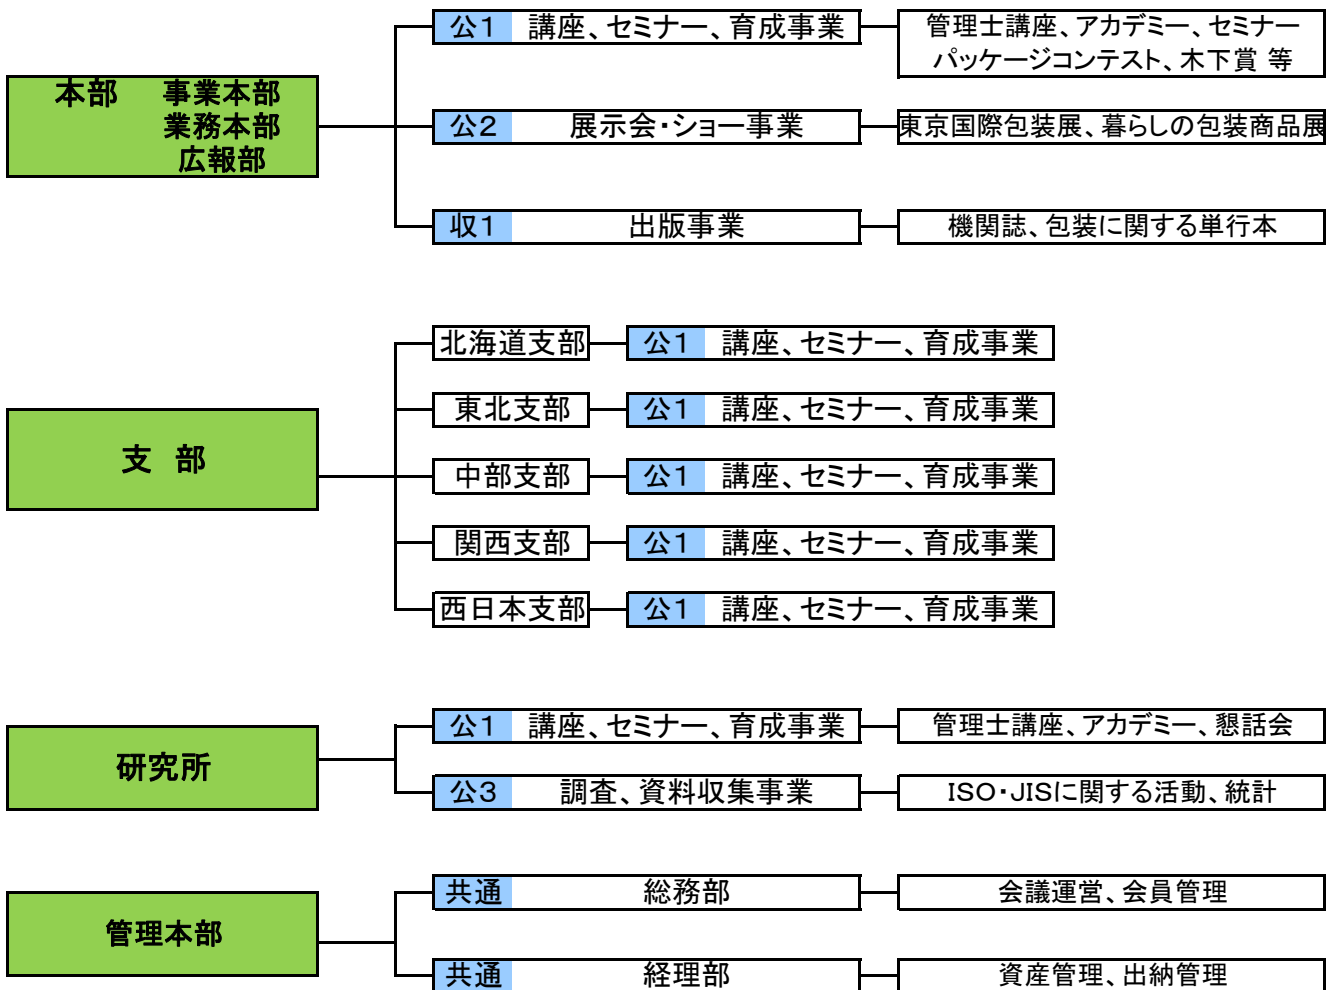 公1 講座、セミナー、育成事業 管理士講座、アカデミー、セミナー
パッケージコンテスト、木下賞 等
本部 事業本部
業務本部
広報部
公2 展示会・ショー事業 東京国際包装展、暮らしの包装商品展
収1 出版事業 機関誌、包装に関する単行本
支 部
北海道支部 公1 講座、セミナー、育成事業
東北支部 公1 講座、セミナー、育成事業
中部支部 公1 講座、セミナー、育成事業
関西支部 公1 講座、セミナー、育成事業
西日本支部 公1 講座、セミナー、育成事業
研究所
公1 講座、セミナー、育成事業 管理士講座、アカデミー、懇話会
公3 調査、資料収集事業 ISO・JISに関する活動、統計
管理本部
共通 総務部 会議運営、会員管理
共通 経理部 資産管理、出納管理